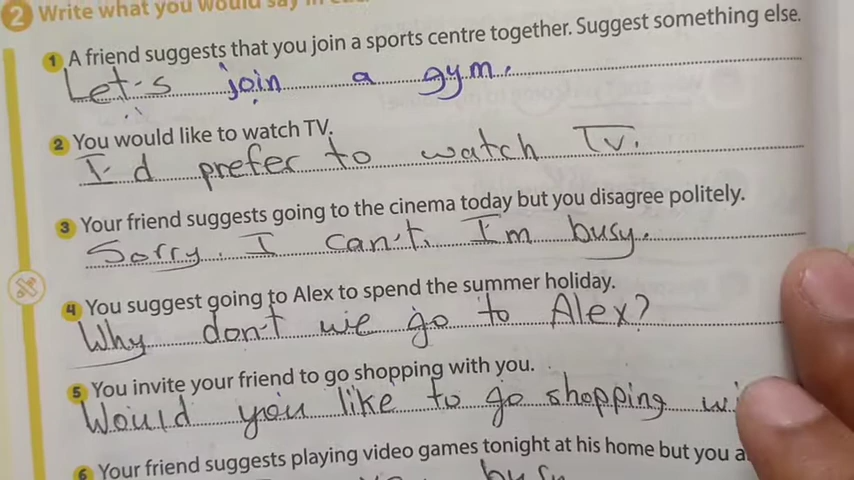 2 Write what you would say in
1 A friend suggests that you join a sports centre together. Suggest something else.
Let's join a gym.
2 You would like to watch TV.
I'd prefer to watch Tv.
3 Your friend suggests going to the cinema today but you disagree politely.
Sorry. I can't. I'm busy.
4 You suggest going to Alex to spend the summer holiday.
Why don't we go to Alex?
5 You invite your friend to go shopping with you.
Would you like to go shopping
6 Your friend suggests playing video games tonight at his home but you
busy